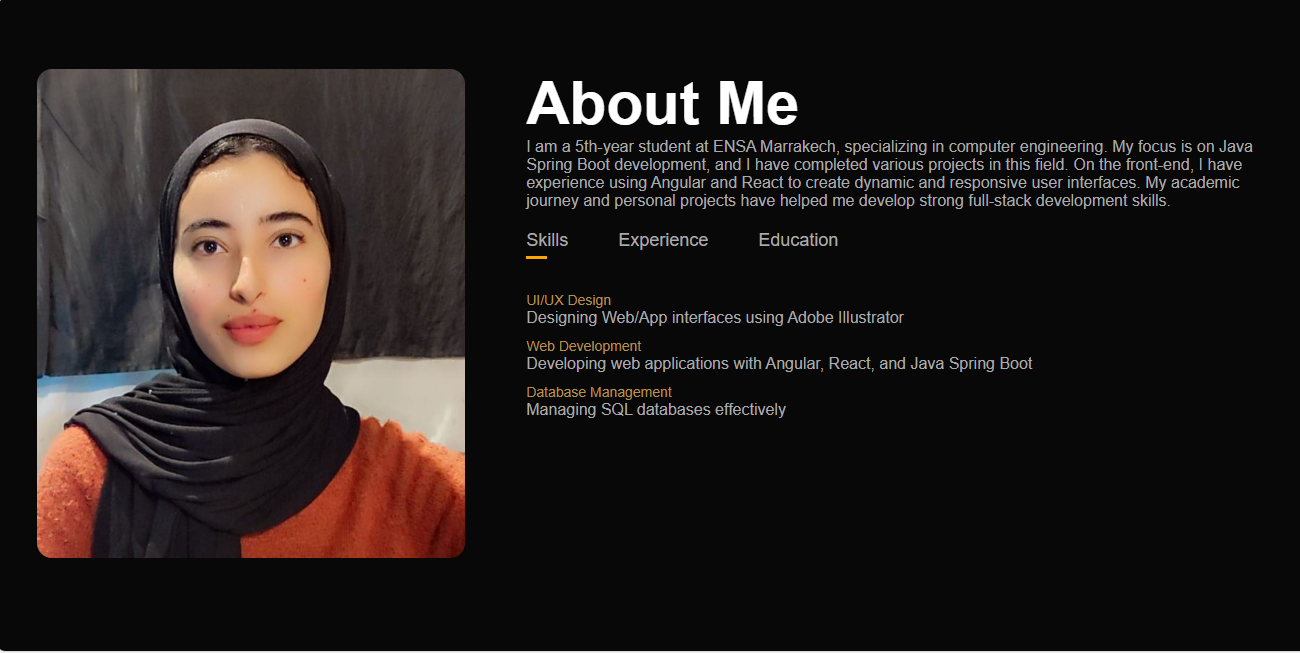 About Me
I am a 5th-year student at ENSA Marrakech, specializing in computer engineering. My focus is on Java
Spring Boot development, and I have completed various projects in this field. On the front-end, I have
experience using Angular and React to create dynamic and responsive user interfaces. My academic
journey and personal projects have helped me develop strong full-stack development skills.
Skills Experience Education
UI/UX Design
Designing Web/App interfaces using Adobe Illustrator
Web Development
Developing web applications with Angular, React, and Java Spring Boot
Database Management
Managing SQL databases effectively